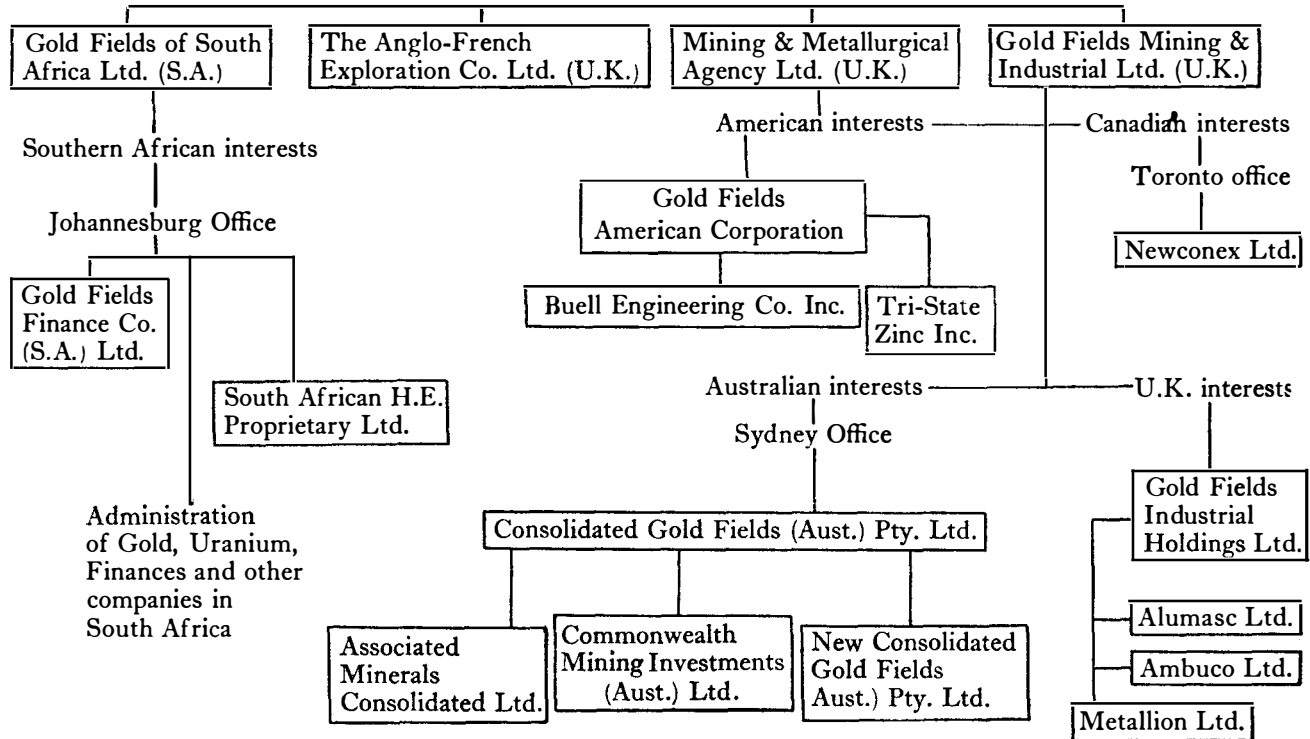 Gold Fields of South
Africa Ltd. (S.A.)
The Anglo-French
Exploration Co. Ltd. (U.K.)
Mining & Metallurgical
Agency Ltd. (U.K.)
Gold Fields Mining &
Industrial Ltd. (U.K.)
Southern African interests
American interests
Canadian interests
Toronto office
Newconex Ltd.
Johannesburg Office
Gold Fields
American Corporation
Buell Engineering Co. Inc.
Tri-State
Zinc Inc.
Gold Fields
Finance Co.
(S.A.) Ltd.
South African H.E.
Proprietary Ltd.
Administration
of Gold, Uranium,
Finances and other
companies in
South Africa
Australian interests
U.K. interests
Sydney Office
Consolidated Gold Fields (Aust.) Pty. Ltd.
Associated
Minerals
Consolidated Ltd.
Commonwealth
Mining Investments
(Aust.) Ltd.
New Consolidated
Gold Fields
Aust.) Pty. Ltd.
Gold Fields
Industrial
Holdings Ltd.
Alumasc Ltd.
Ambuco Ltd.
Metallion Ltd.